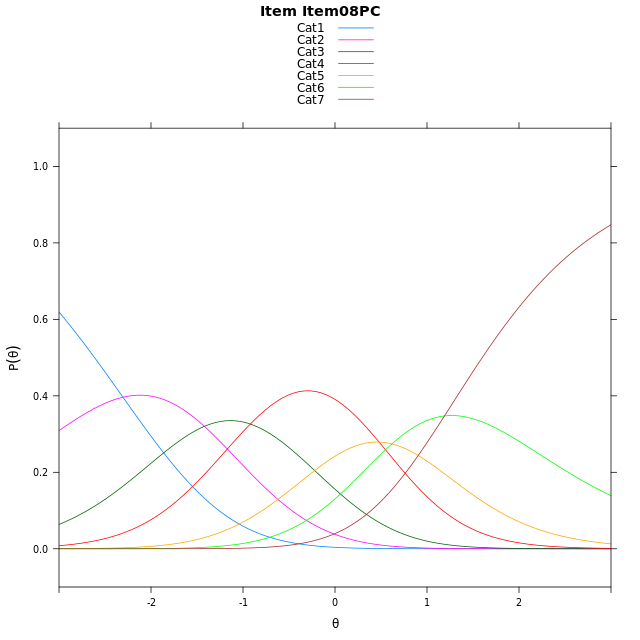 Item Item08PC
Cat1
Cat2
Cat3
Cat4
Cat5
Cat6
Cat7
1.0
0.8
0.6
0.4
0.2
0.0
P(θ)
-2
-1
0
1
2
θ